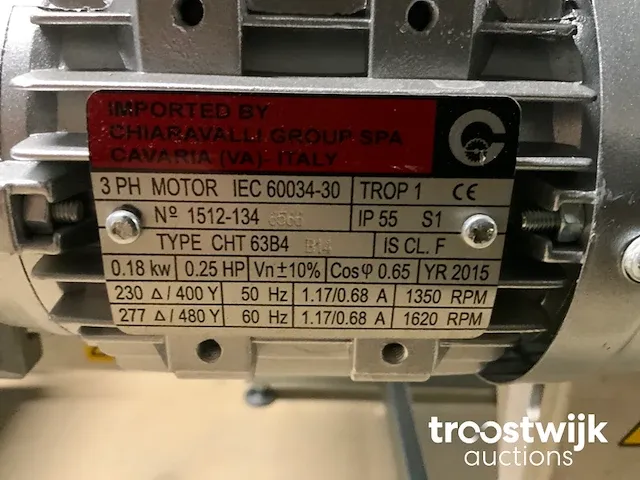 IMPORTED BY
CHIARAVALLI GROUP SPA
CAVARIA (VA) ITALY
C
3 PH MOTOR IEC 60034-30 TROP 1 CE
Nº 1512-134 IP 55 S1
TYPE CHT 63B4 B14 iS CL. F
0.18 kw 0.25 HP Vn±10% Cosφ 0.65 YR 2015
230 Δ/400 Y 50 Hz 1.17/0.68 A 1350 RPM
277 Δ/480 Y 60 Hz 1.17/0.68 A 1620 RPM
troostwijk
auctions